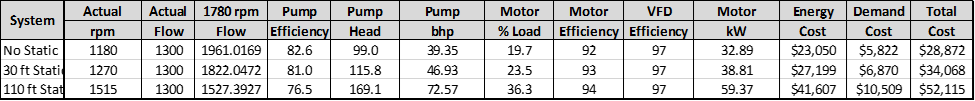 System Actual Actual 1780 rpm Pump Pump Pump Motor Motor VFD Motor Energy Demand Total
rpm Flow Flow Efficiency Head bhp % Load Efficiency Efficiency kW Cost Cost Cost
No Static 1180 1300 1961.0169 82.6 99.0 39.35 19.7 92 97 32.89 $23,050 $5,822 $28,872
30 ft Stati 1270 1300 1822.0472 81.0 115.8 46.93 23.5 93 97 38.81 $27,199 $6,870 $34,068
110 ft Stat 1515 1300 1527.3927 76.5 169.1 72.57 36.3 94 97 59.37 $41,607 $10,509 $52,115